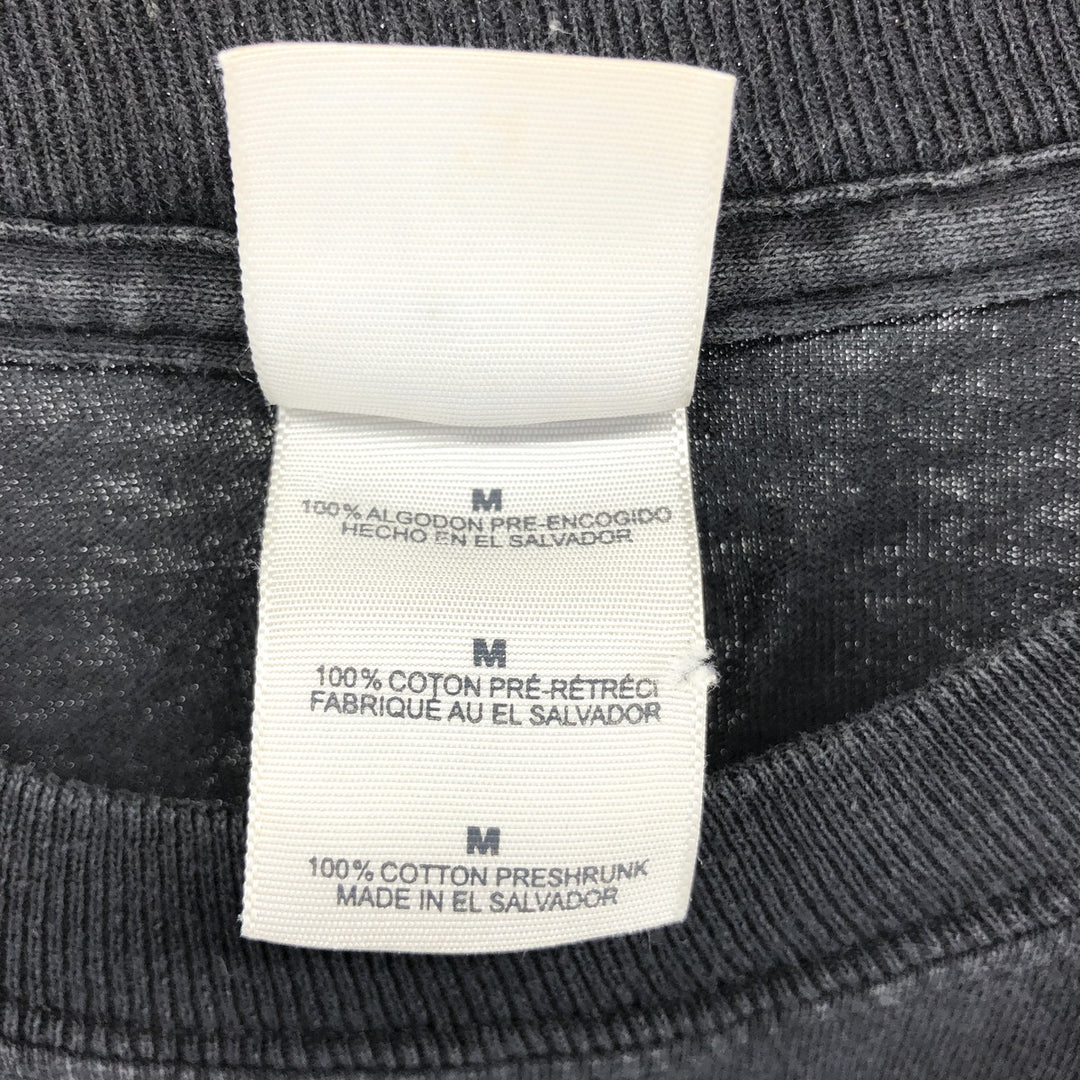 M
100% ALGODON PRE-ENCOGIDO
HECHO EN EL SALVADOR
M
100% COTON PRÉ-RÉTRÉCI
FABRIQUÉ AU EL SALVADOR
M
100% COTTON PRESHRUNK
MADE IN EL SALVADOR